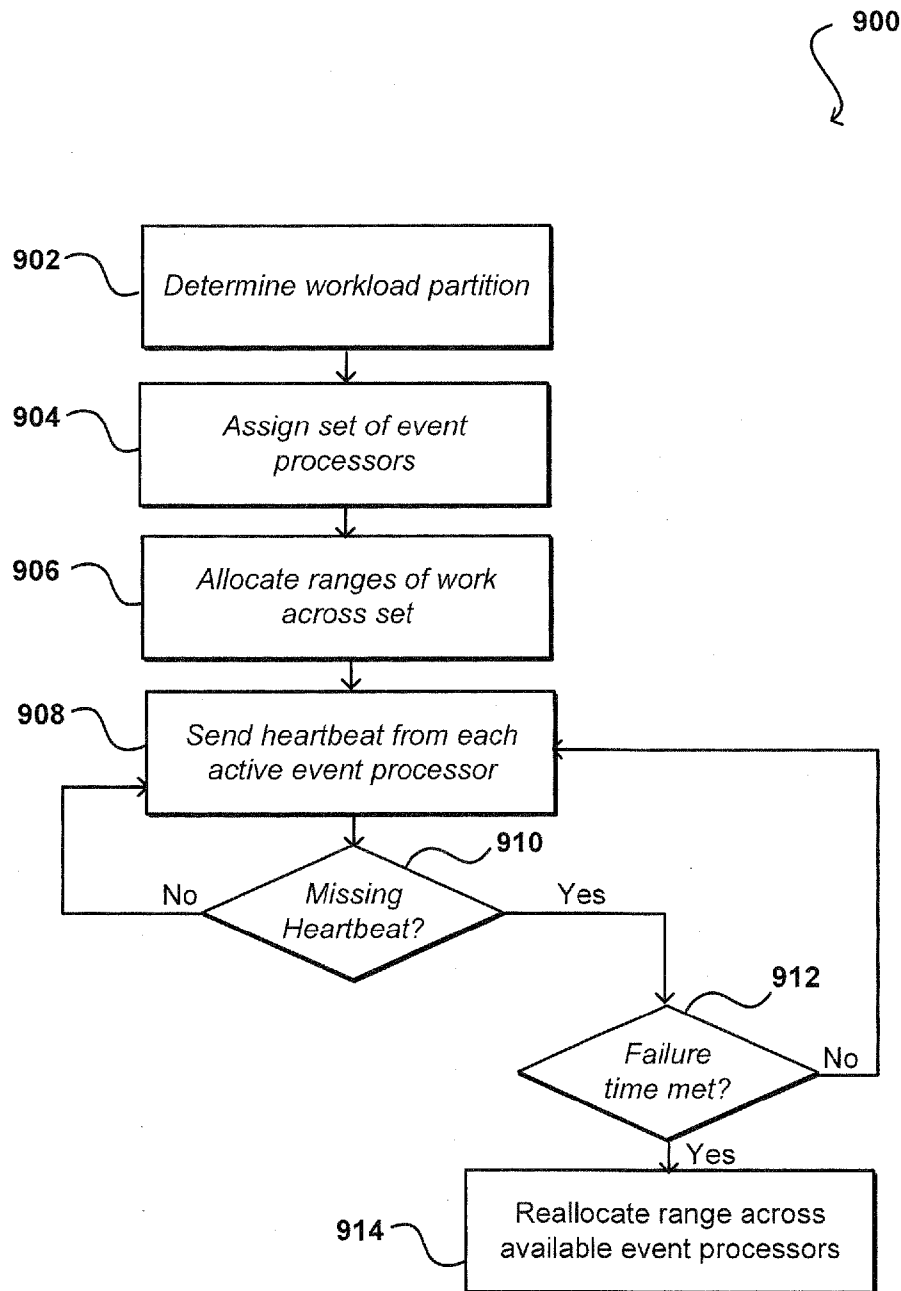 900
902
Determine workload partition
904
Assign set of event
processors
906
Allocate ranges of work
across set
908
Send heartbeat from each
active event processor
910
No
Missing
Heartbeat?
Yes
912
Failure
time met?
No
Yes
914
Reallocate range across
available event processors